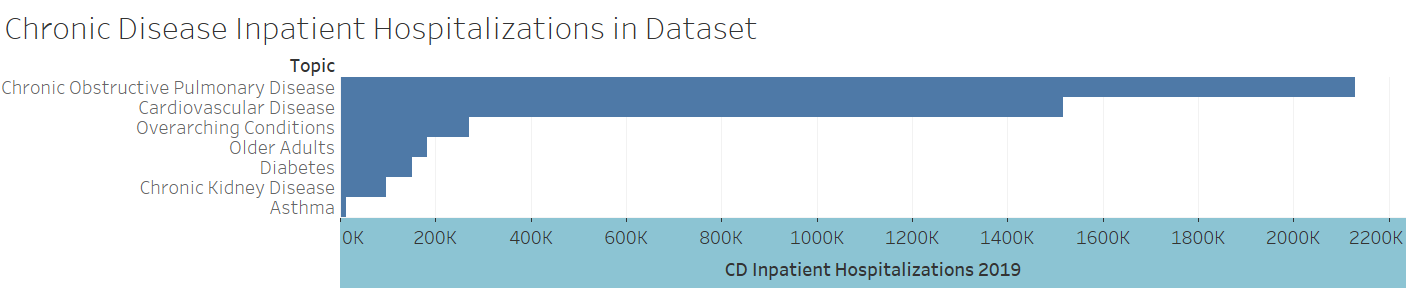 Chronic Disease Inpatient Hospitalizations in Dataset
Topic
Chronic Obstructive Pulmonary Disease
Cardiovascular Disease
Overarching Conditions
Older Adults
Diabetes
Chronic Kidney Disease
Asthma
0K 200K 400K 600K 800K 1000K 1200K 1400K 1600K 1800K 2000K 2200K
CD Inpatient Hospitalizations 2019